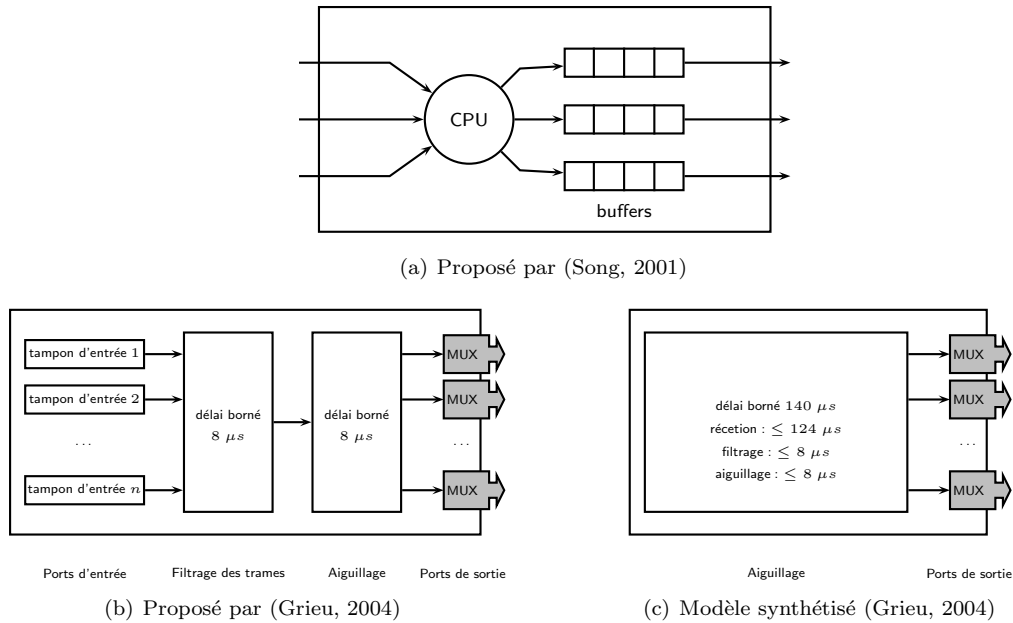 CPU
buffers
(a) Proposé par (Song, 2001)
tampon d'entrée 1
tampon d'entrée 2
...
tampon d'entrée n
délai borné
8 μs
délai borné
8 μs
MUX
MUX
...
MUX
Ports d'entrée
Filtrage des trames
Aiguillage
Ports de sortie
(b) Proposé par (Grieu, 2004)
délai borné 140 μs
récetion : ≤ 124 μs
filtrage : ≤ 8 μs
aiguillage : ≤ 8 μs
MUX
MUX
...
MUX
Aiguillage
Ports de sortie
(c) Modèle synthétisé (Grieu, 2004)